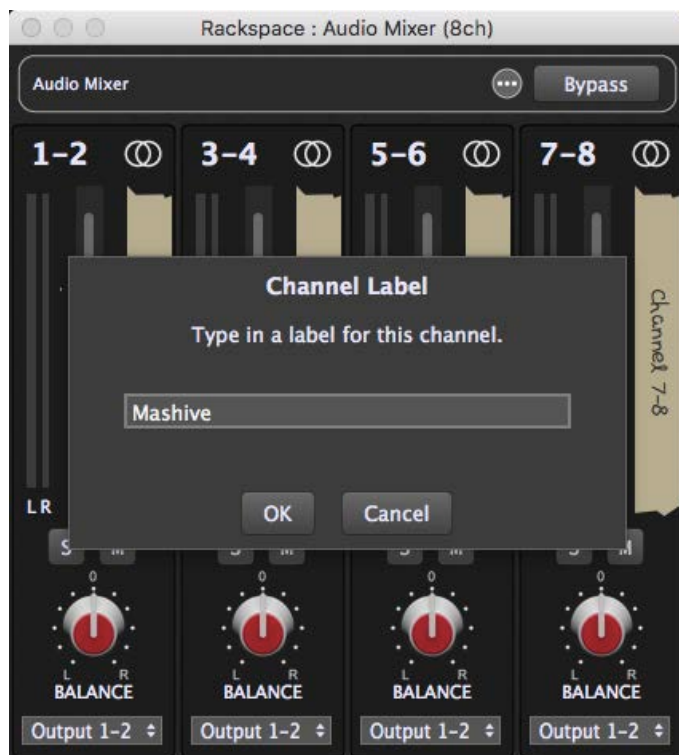 Rackspace : Audio Mixer (8ch)
Audio Mixer
Bypass
1-2
3-4
5-6
7-8
Channel Label
Type in a label for this channel.
Mashive
OK
Cancel
Channel 7-8
L R
S M
S M
S M
S M
0
0
0
0
L R
L R
L R
L R
BALANCE
BALANCE
BALANCE
BALANCE
Output 1-2
Output 1-2
Output 1-2
Output 1-2